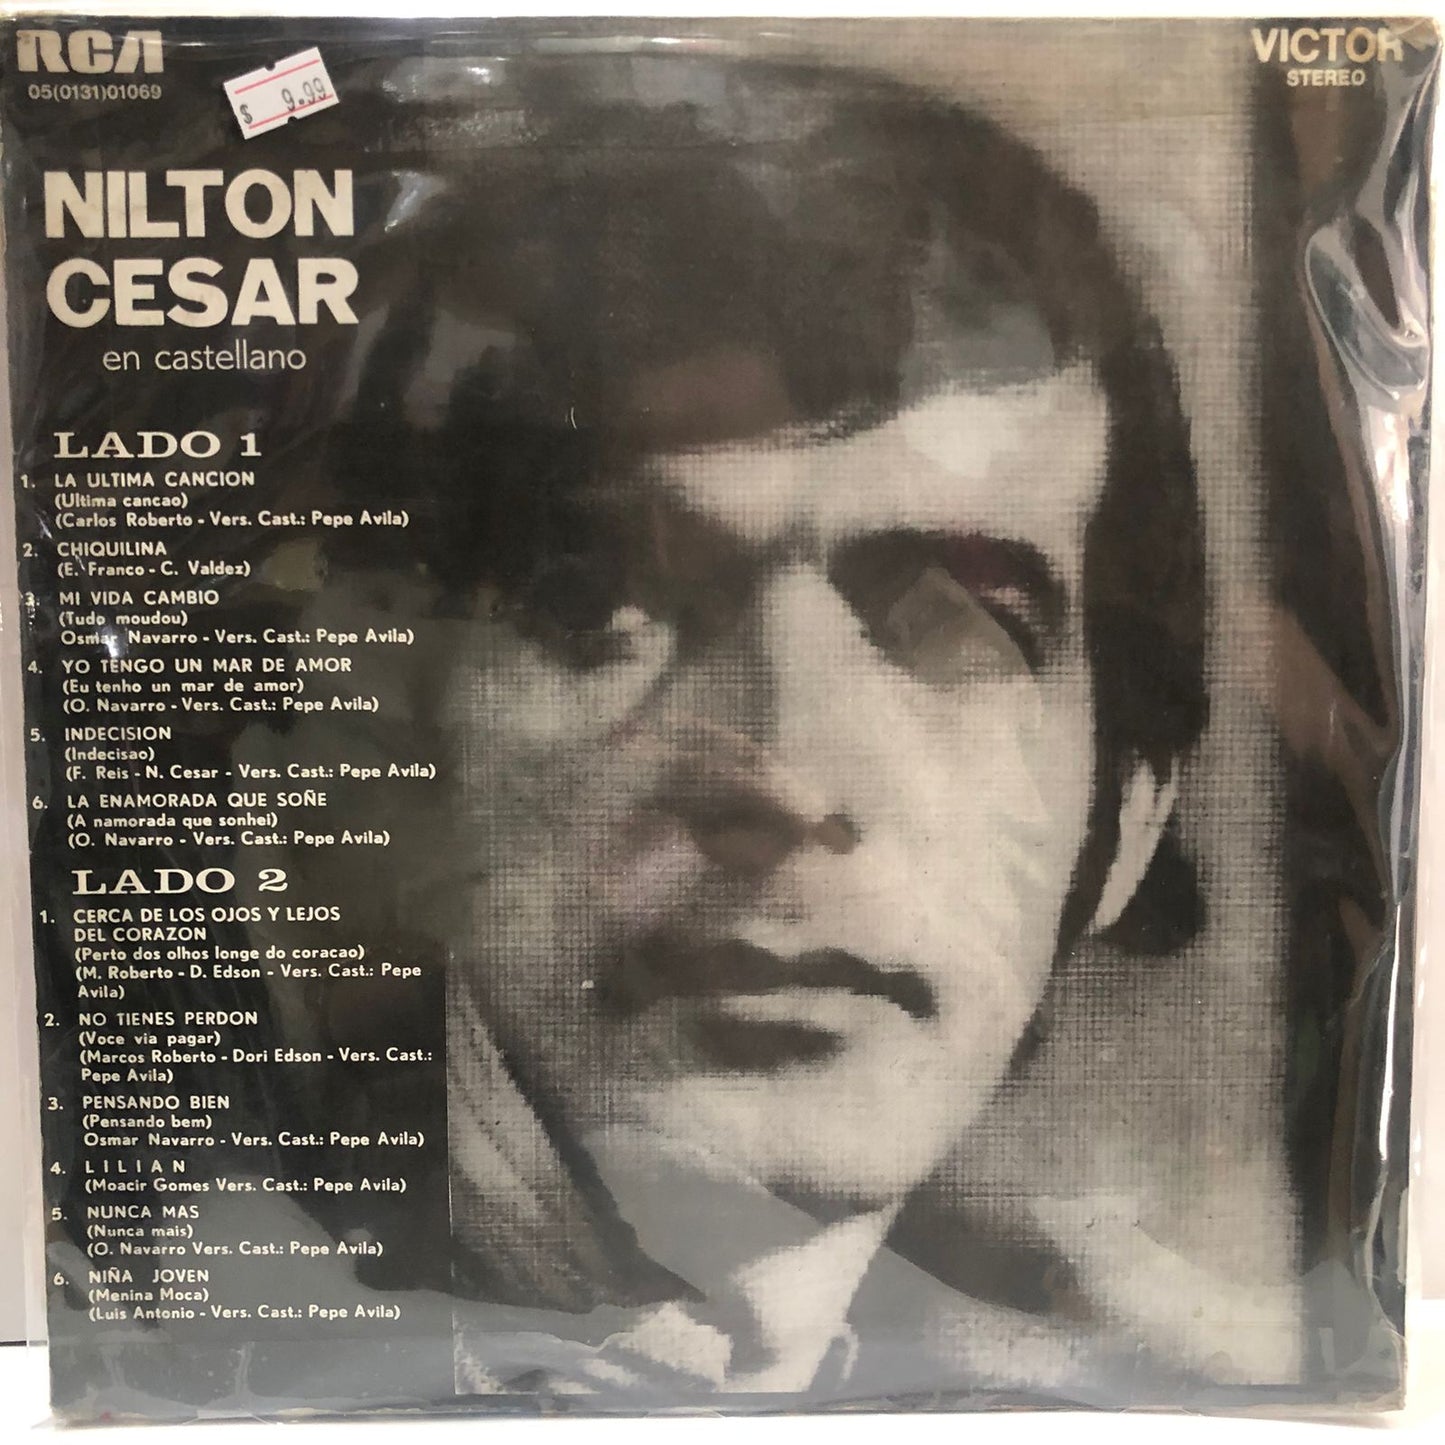 RCA
05(0131)01069
$ 9.99
VICTOR
STEREO
NILTON
CESAR
en castellano
LADO 1
1. LA ULTIMA CANCION
(Ultima cancao)
(Carlos Roberto - Vers. Cast.: Pepe Avila)
2. CHIQUILINA
(E. Franco - C. Valdez)
3. MI VIDA CAMBIO
(Tudo moudou)
Osmar Navarro - Vers. Cast.: Pepe Avila)
4. YO TENGO UN MAR DE AMOR
(Eu tenho un mar de amor)
(O. Navarro - Vers. Cast.: Pepe Avila)
5. INDECISION
(Indecisao)
(F. Reis - N. Cesar - Vers. Cast.: Pepe Avila)
6. LA ENAMORADA QUE SOÑE
(A namorada que sonhei)
(O. Navarro - Vers. Cast.: Pepe Avila)
LADO 2
1. CERCA DE LOS OJOS Y LEJOS
DEL CORAZON
(Perto dos olhos longe do coracao)
(M. Roberto - D. Edson - Vers. Cast.: Pepe
Avila)
2. NO TIENES PERDON
(Voce via pagar)
(Marcos Roberto - Dori Edson - Vers. Cast.:
Pepe Avila)
3. PENSANDO BIEN
(Pensando bem)
Osmar Navarro - Vers. Cast.: Pepe Avila)
4. LILIAN
(Moacir Gomes Vers. Cast.: Pepe Avila)
5. NUNCA MAS
(Nunca mais)
(O. Navarro Vers. Cast.: Pepe Avila)
6. NIÑA JOVEN
(Menina Moca)
(Luis Antonio - Vers. Cast.: Pepe Avila)